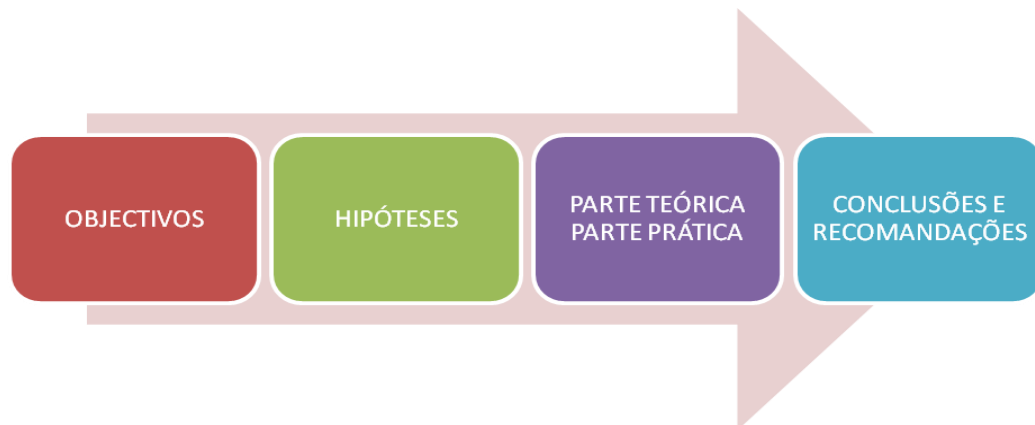 OBJECTIVOS
HIPÓTESES
PARTE TEÓRICA
PARTE PRÁTICA
CONCLUSÕES E
RECOMANDAÇÕES